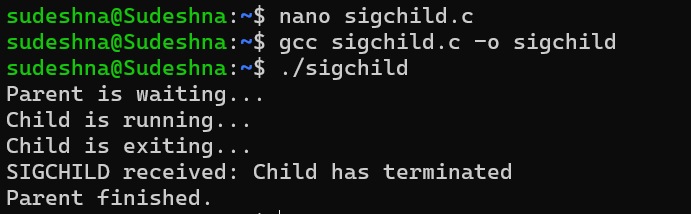 sudeshna@Sudeshna:~$ nano sigchild.c
sudeshna@Sudeshna:~$ gcc sigchild.c -o sigchild
sudeshna@Sudeshna:~$ ./sigchild
Parent is waiting...
Child is running...
Child is exiting...
SIGCHILD received: Child has terminated
Parent finished.